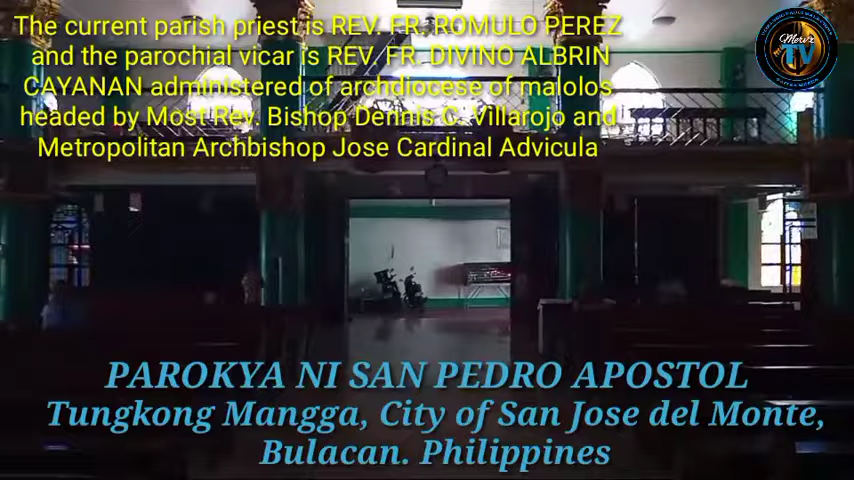 The current parish priest is REV. FR. ROMULO PEREZ
and the parochial vicar is REV. FR. DIVINO ALBRIN
CAYANAN administered of archdiocese of malolos
headed by Most Rev. Bishop Dennis C. Villarojo and
Metropolitan Archbishop Jose Cardinal Advicula
Merv'z
TV
PAROKYA NI SAN PEDRO APOSTOL
Tungkong Mangga, City of San Jose del Monte,
Bulacan. Philippines